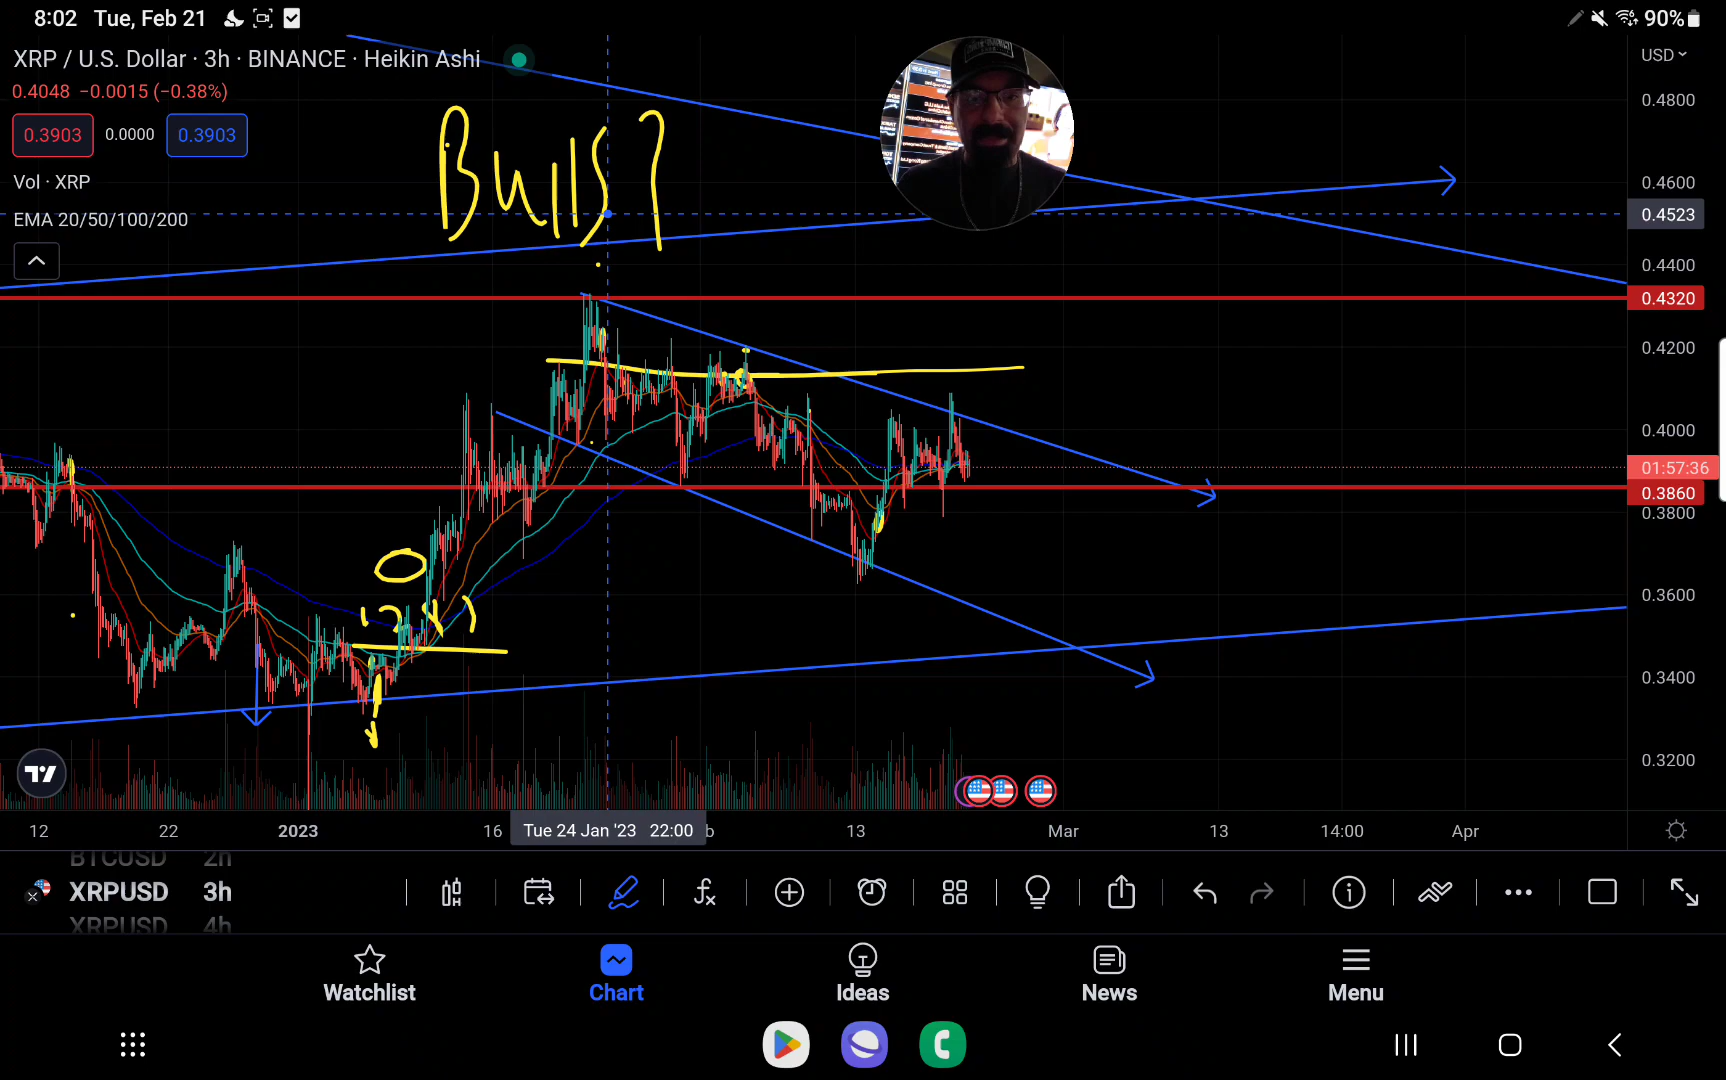 8:02 Tue, Feb 21 90%
XRP / U.S. Dollar · 3h · BINANCE · Heikin Ashi
USD
0.4048 −0.0015 (−0.38%)
0.3903 0.0000 0.3903
Bulls?
Vol · XRP
EMA 20/50/100/200
0.4800
0.4600
0.4523
0.4400
0.4320
0.4200
0.4000
01:57:36
0.3860
0.3800
0.3600
0.3400
0.3200
12 22 2023 16 Tue 24 Jan '23 22:00 b 13 Mar 13 14:00 Apr
BTCUSD 2h
XRPUSD 3h
XRPUSD 4h
Watchlist Chart Ideas News Menu